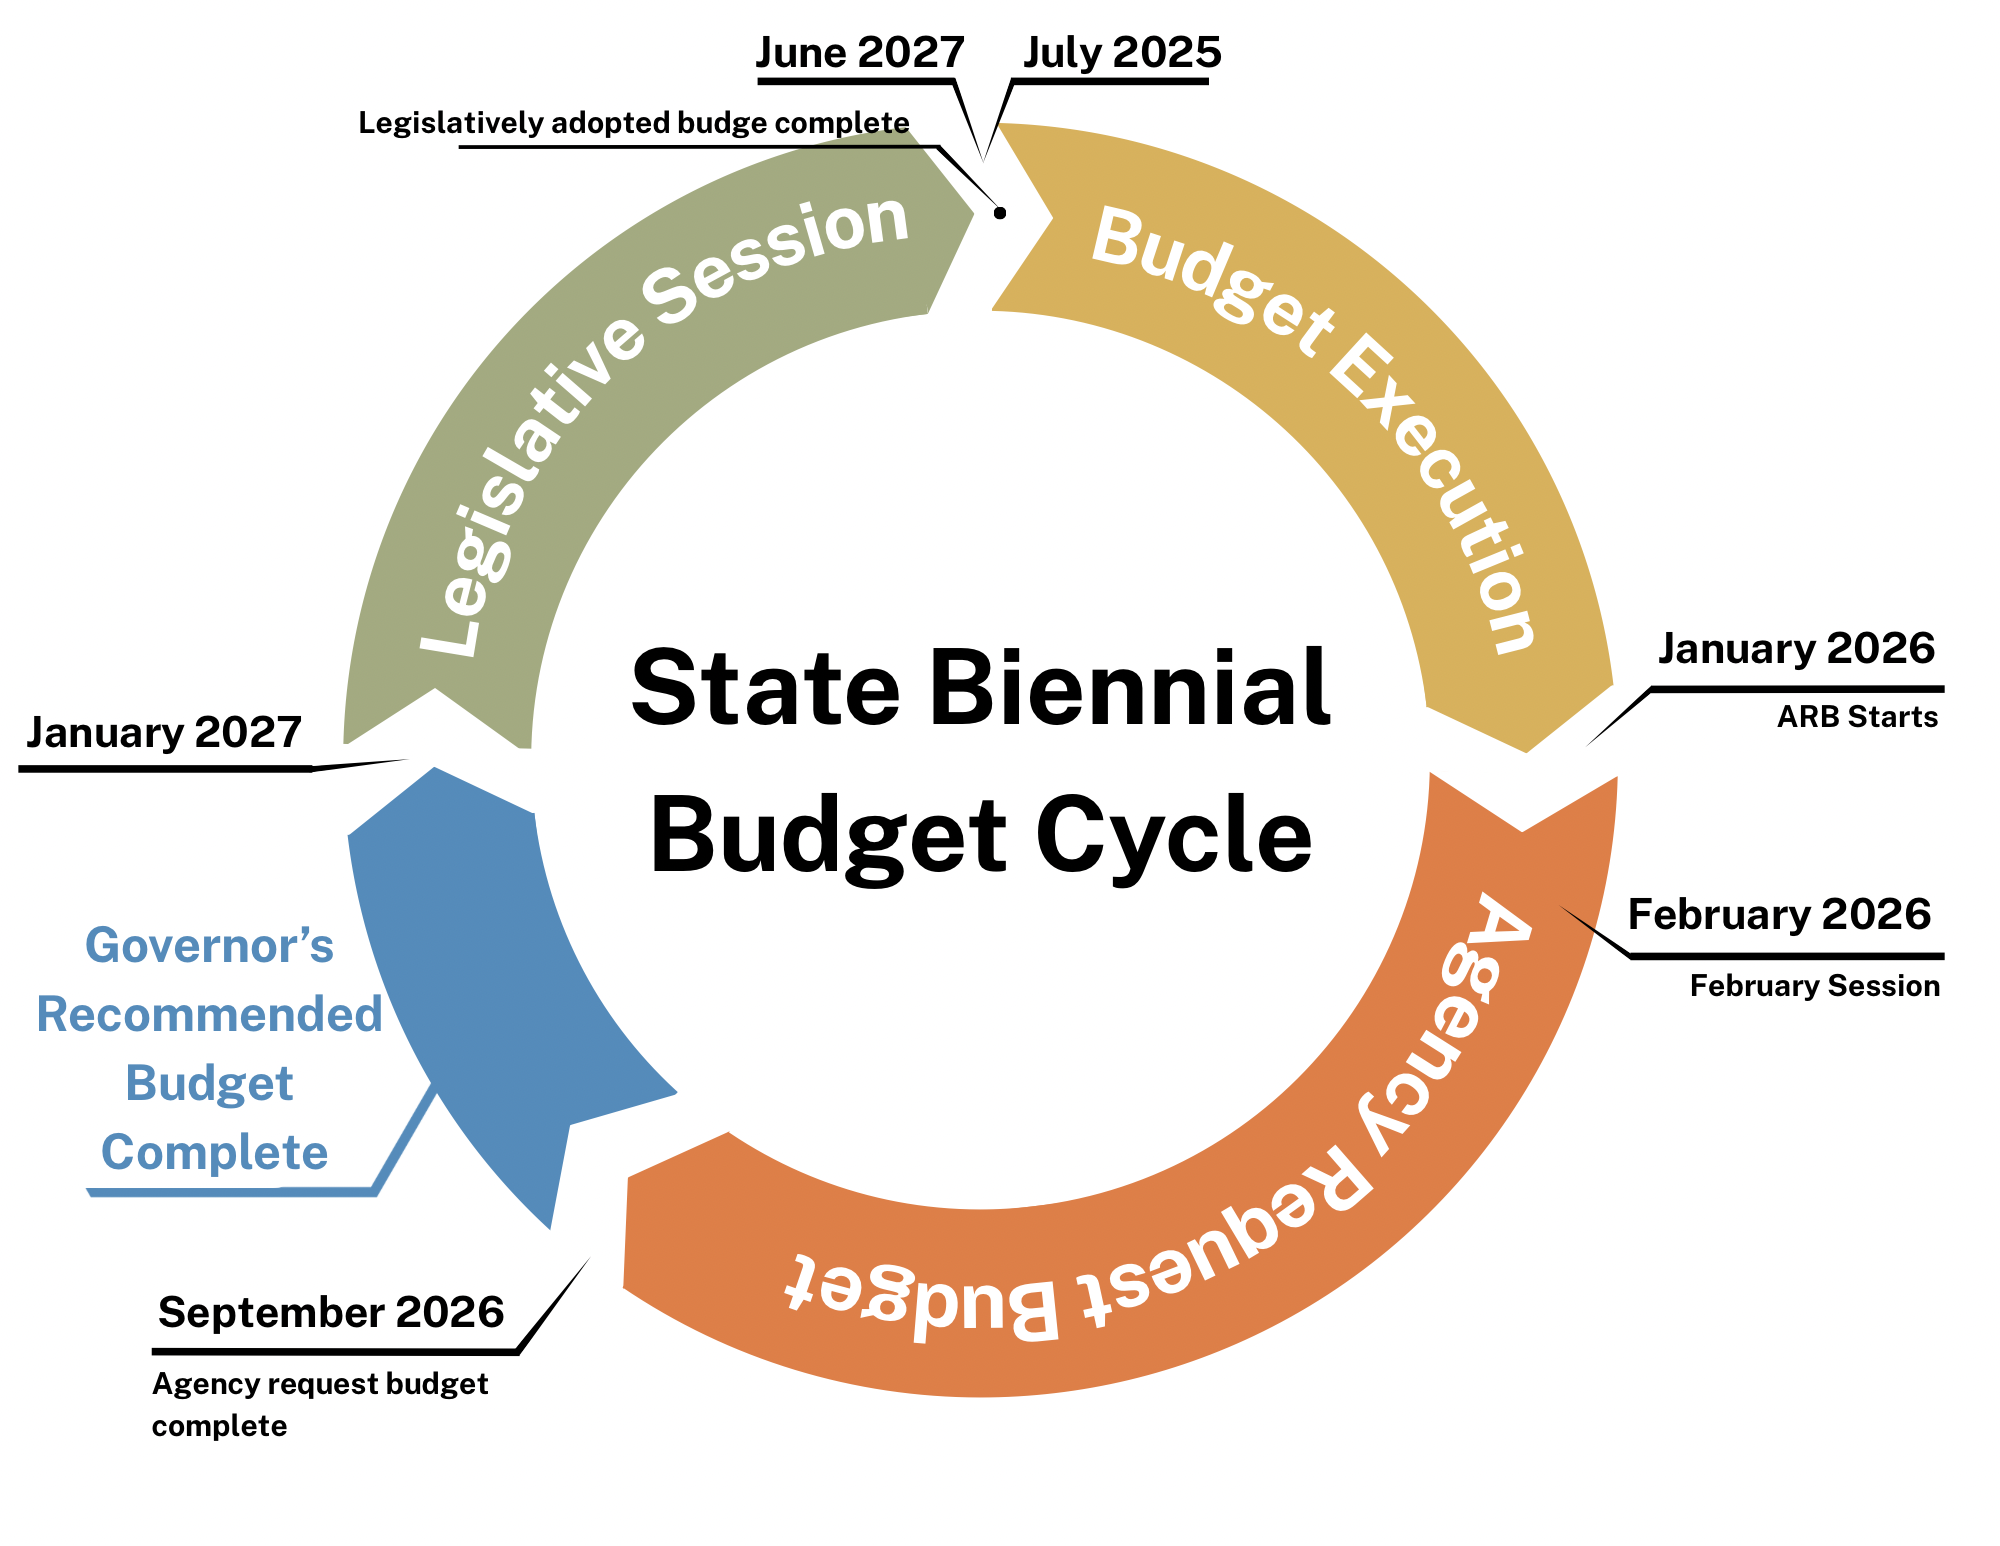 June 2027
July 2025
Legislatively adopted budge complete
Legislative Session
Budget Execution
State Biennial
Budget Cycle
January 2026
ARB Starts
January 2027
February 2026
February Session
Agency Request Budget
Governor’s
Recommended
Budget
Complete
September 2026
Agency request budget
complete